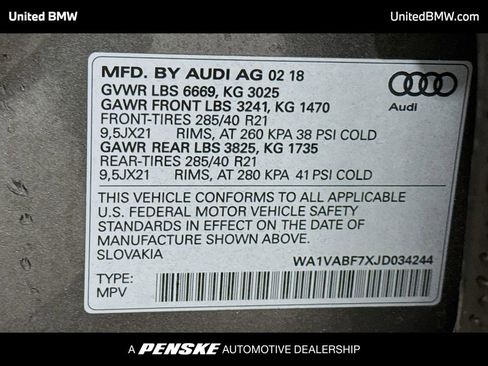 United BMW
UnitedBMW.com
MFD. BY AUDI AG 02 18
GVWR LBS 6669, KG 3025
GAWR FRONT LBS 3241, KG 1470
FRONT-TIRES 285/40 R21
9,5JX21 RIMS, AT 260 KPA 38 PSI COLD
GAWR REAR LBS 3825, KG 1735
REAR-TIRES 285/40 R21
9,5JX21 RIMS, AT 280 KPA 41 PSI COLD
Audi
THIS VEHICLE CONFORMS TO ALL APPLICABLE
U.S. FEDERAL MOTOR VEHICLE SAFETY
STANDARDS IN EFFECT ON THE DATE OF
MANUFACTURE SHOWN ABOVE.
SLOVAKIA
WA1VABF7XJD034244
TYPE:
MPV
A PENSKE AUTOMOTIVE DEALERSHIP